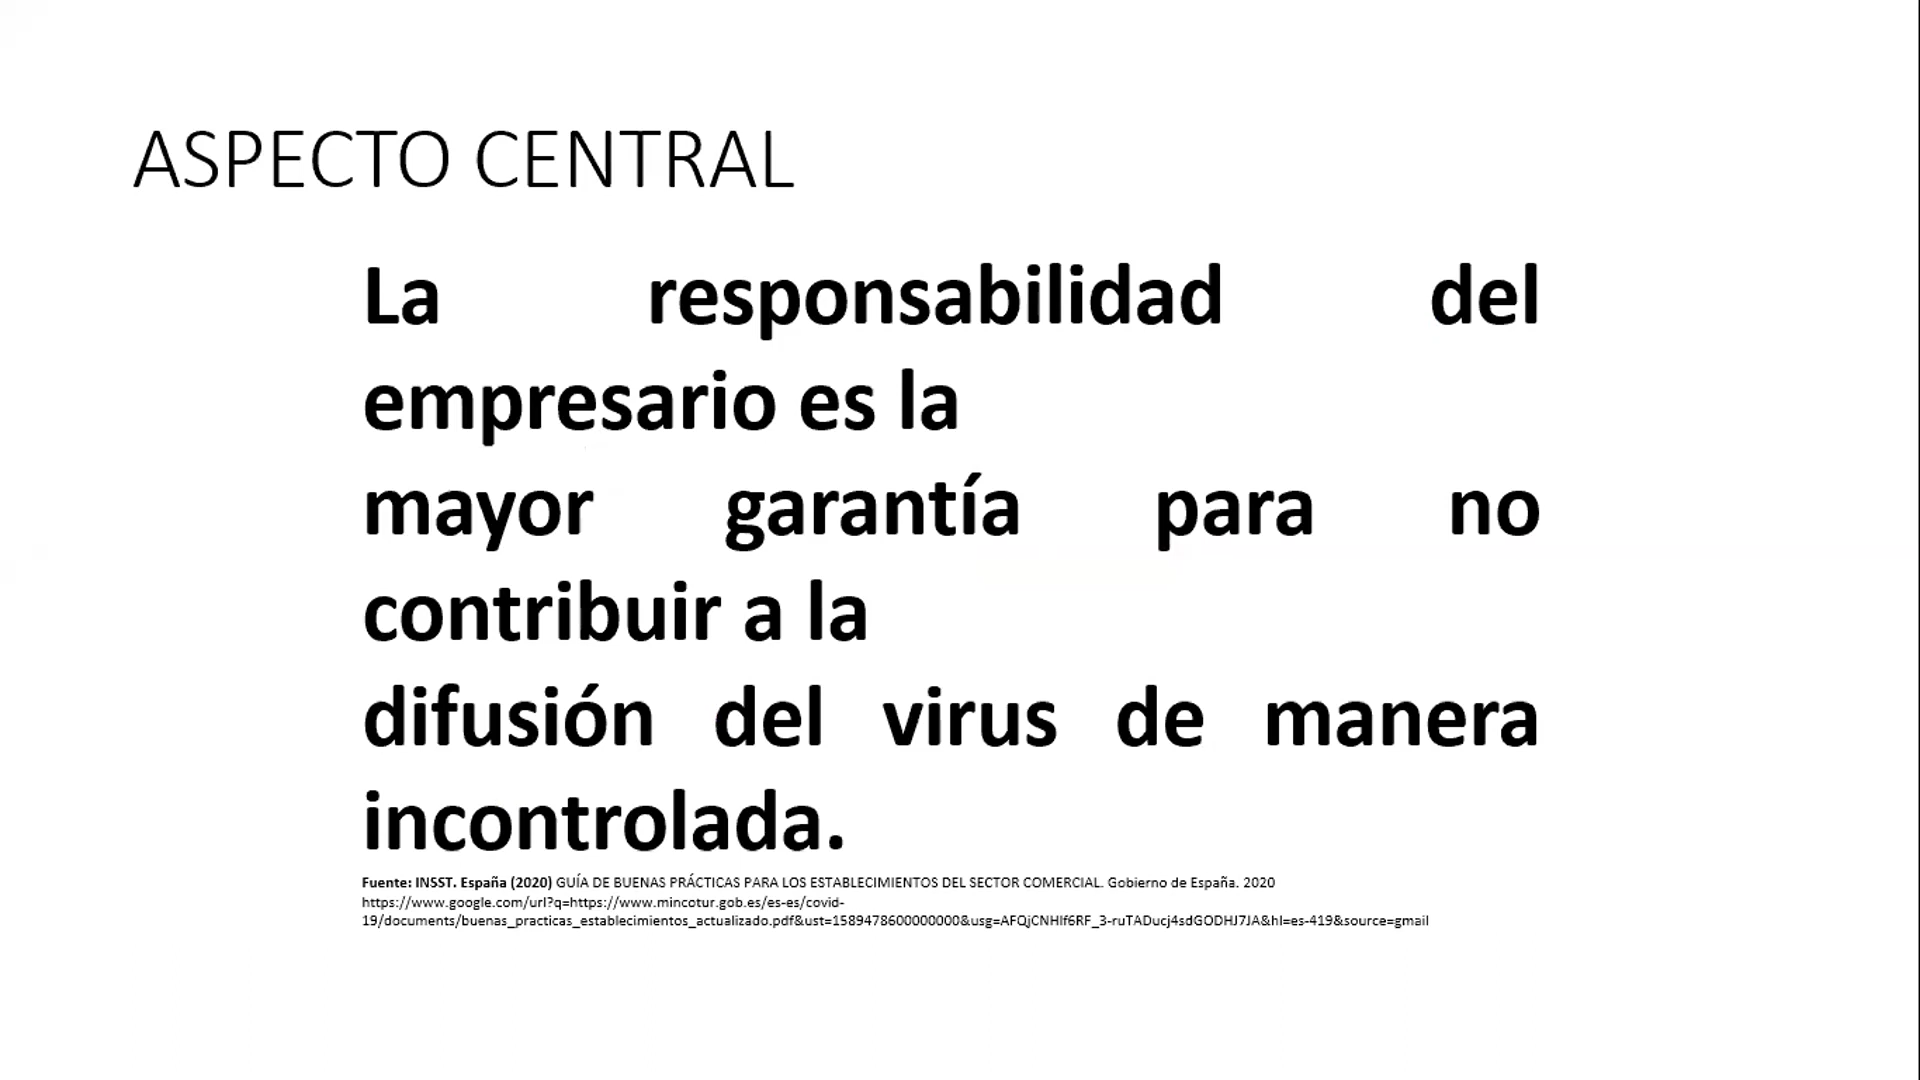 ASPECTO CENTRAL
La responsabilidad del
empresario es la
mayor garantía para no
contribuir a la
difusión del virus de manera
incontrolada.
Fuente: INSST. España (2020) GUÍA DE BUENAS PRÁCTICAS PARA LOS ESTABLECIMIENTOS DEL SECTOR COMERCIAL. Gobierno de España. 2020
https://www.google.com/url?q=https://www.mincotur.gob.es/es-es/covid-
19/documents/buenas_practicas_establecimientos_actualizado.pdf&ust=1589478600000000&usg=AFQjCNHIf6RF_3-ruTADucj4sdGODHJ7JA&hl=es-419&source=gmail